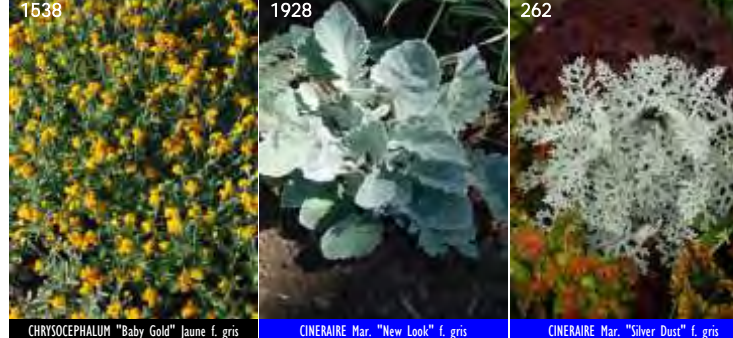 1538
1928
262
CHRYSOCEPHALUM "Baby Gold" Jaune f. gris
CINERAIRE Mar. "New Look" f. gris
CINERAIRE Mar. "Silver Dust" f. gris